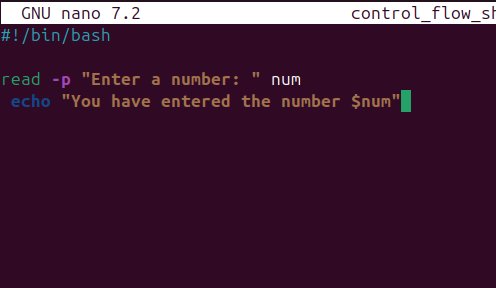 GNU nano 7.2 control_flow_sh
#!/bin/bash
read -p "Enter a number: " num
echo "You have entered the number $num"